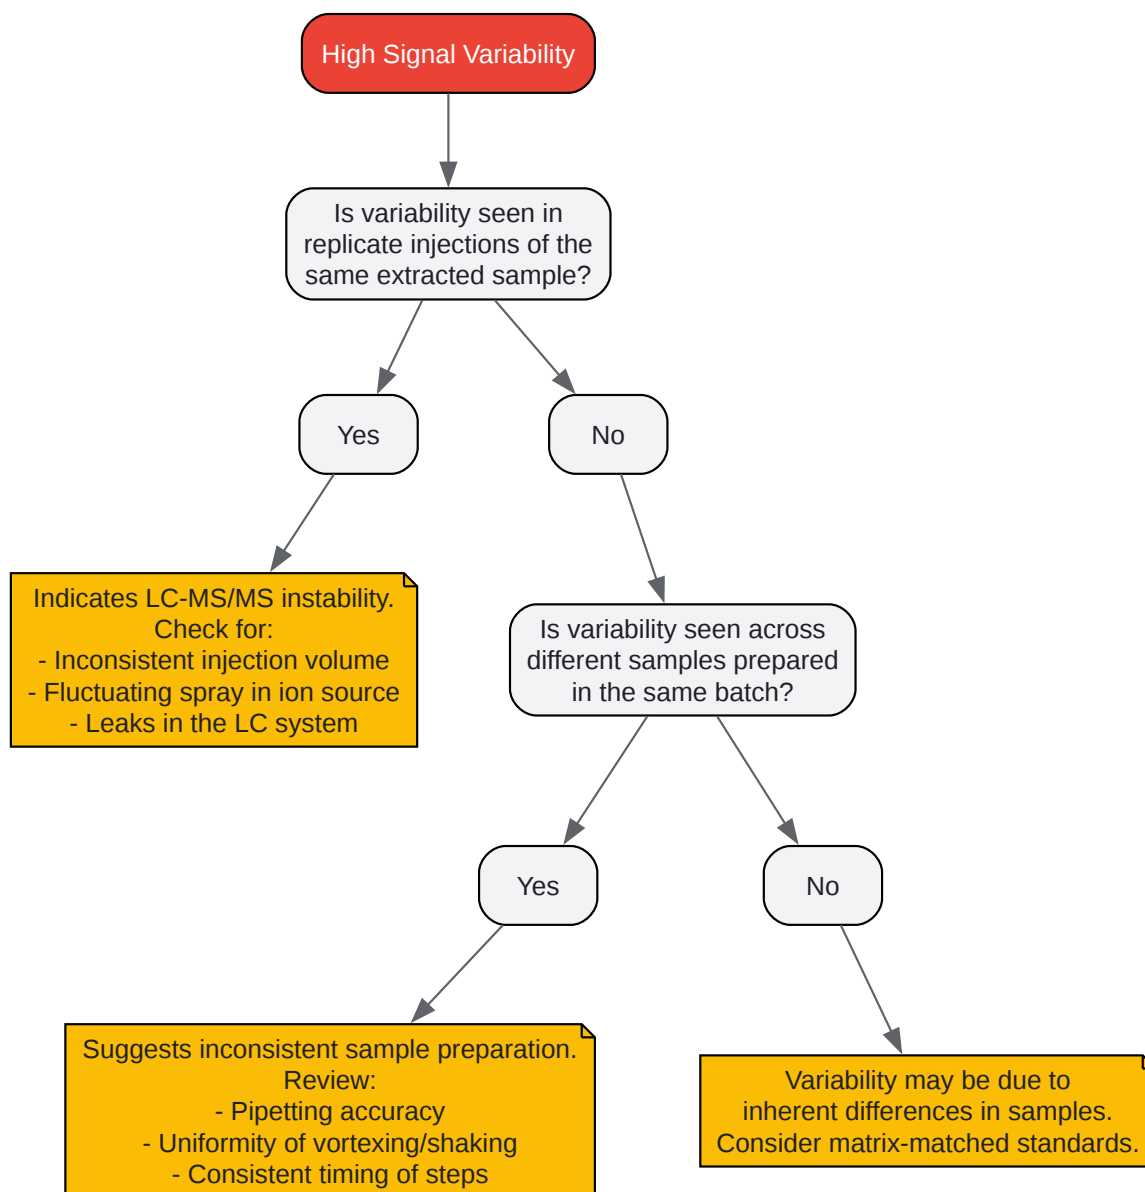 High Signal Variability
Is variability seen in
replicate injections of the
same extracted sample?
Yes
No
Indicates LC-MS/MS instability.
Check for:
- Inconsistent injection volume
- Fluctuating spray in ion source
- Leaks in the LC system
Is variability seen across
different samples prepared
in the same batch?
Yes
No
Suggests inconsistent sample preparation.
Review:
- Pipetting accuracy
- Uniformity of vortexing/shaking
- Consistent timing of steps
Variability may be due to
inherent differences in samples.
Consider matrix-matched standards.